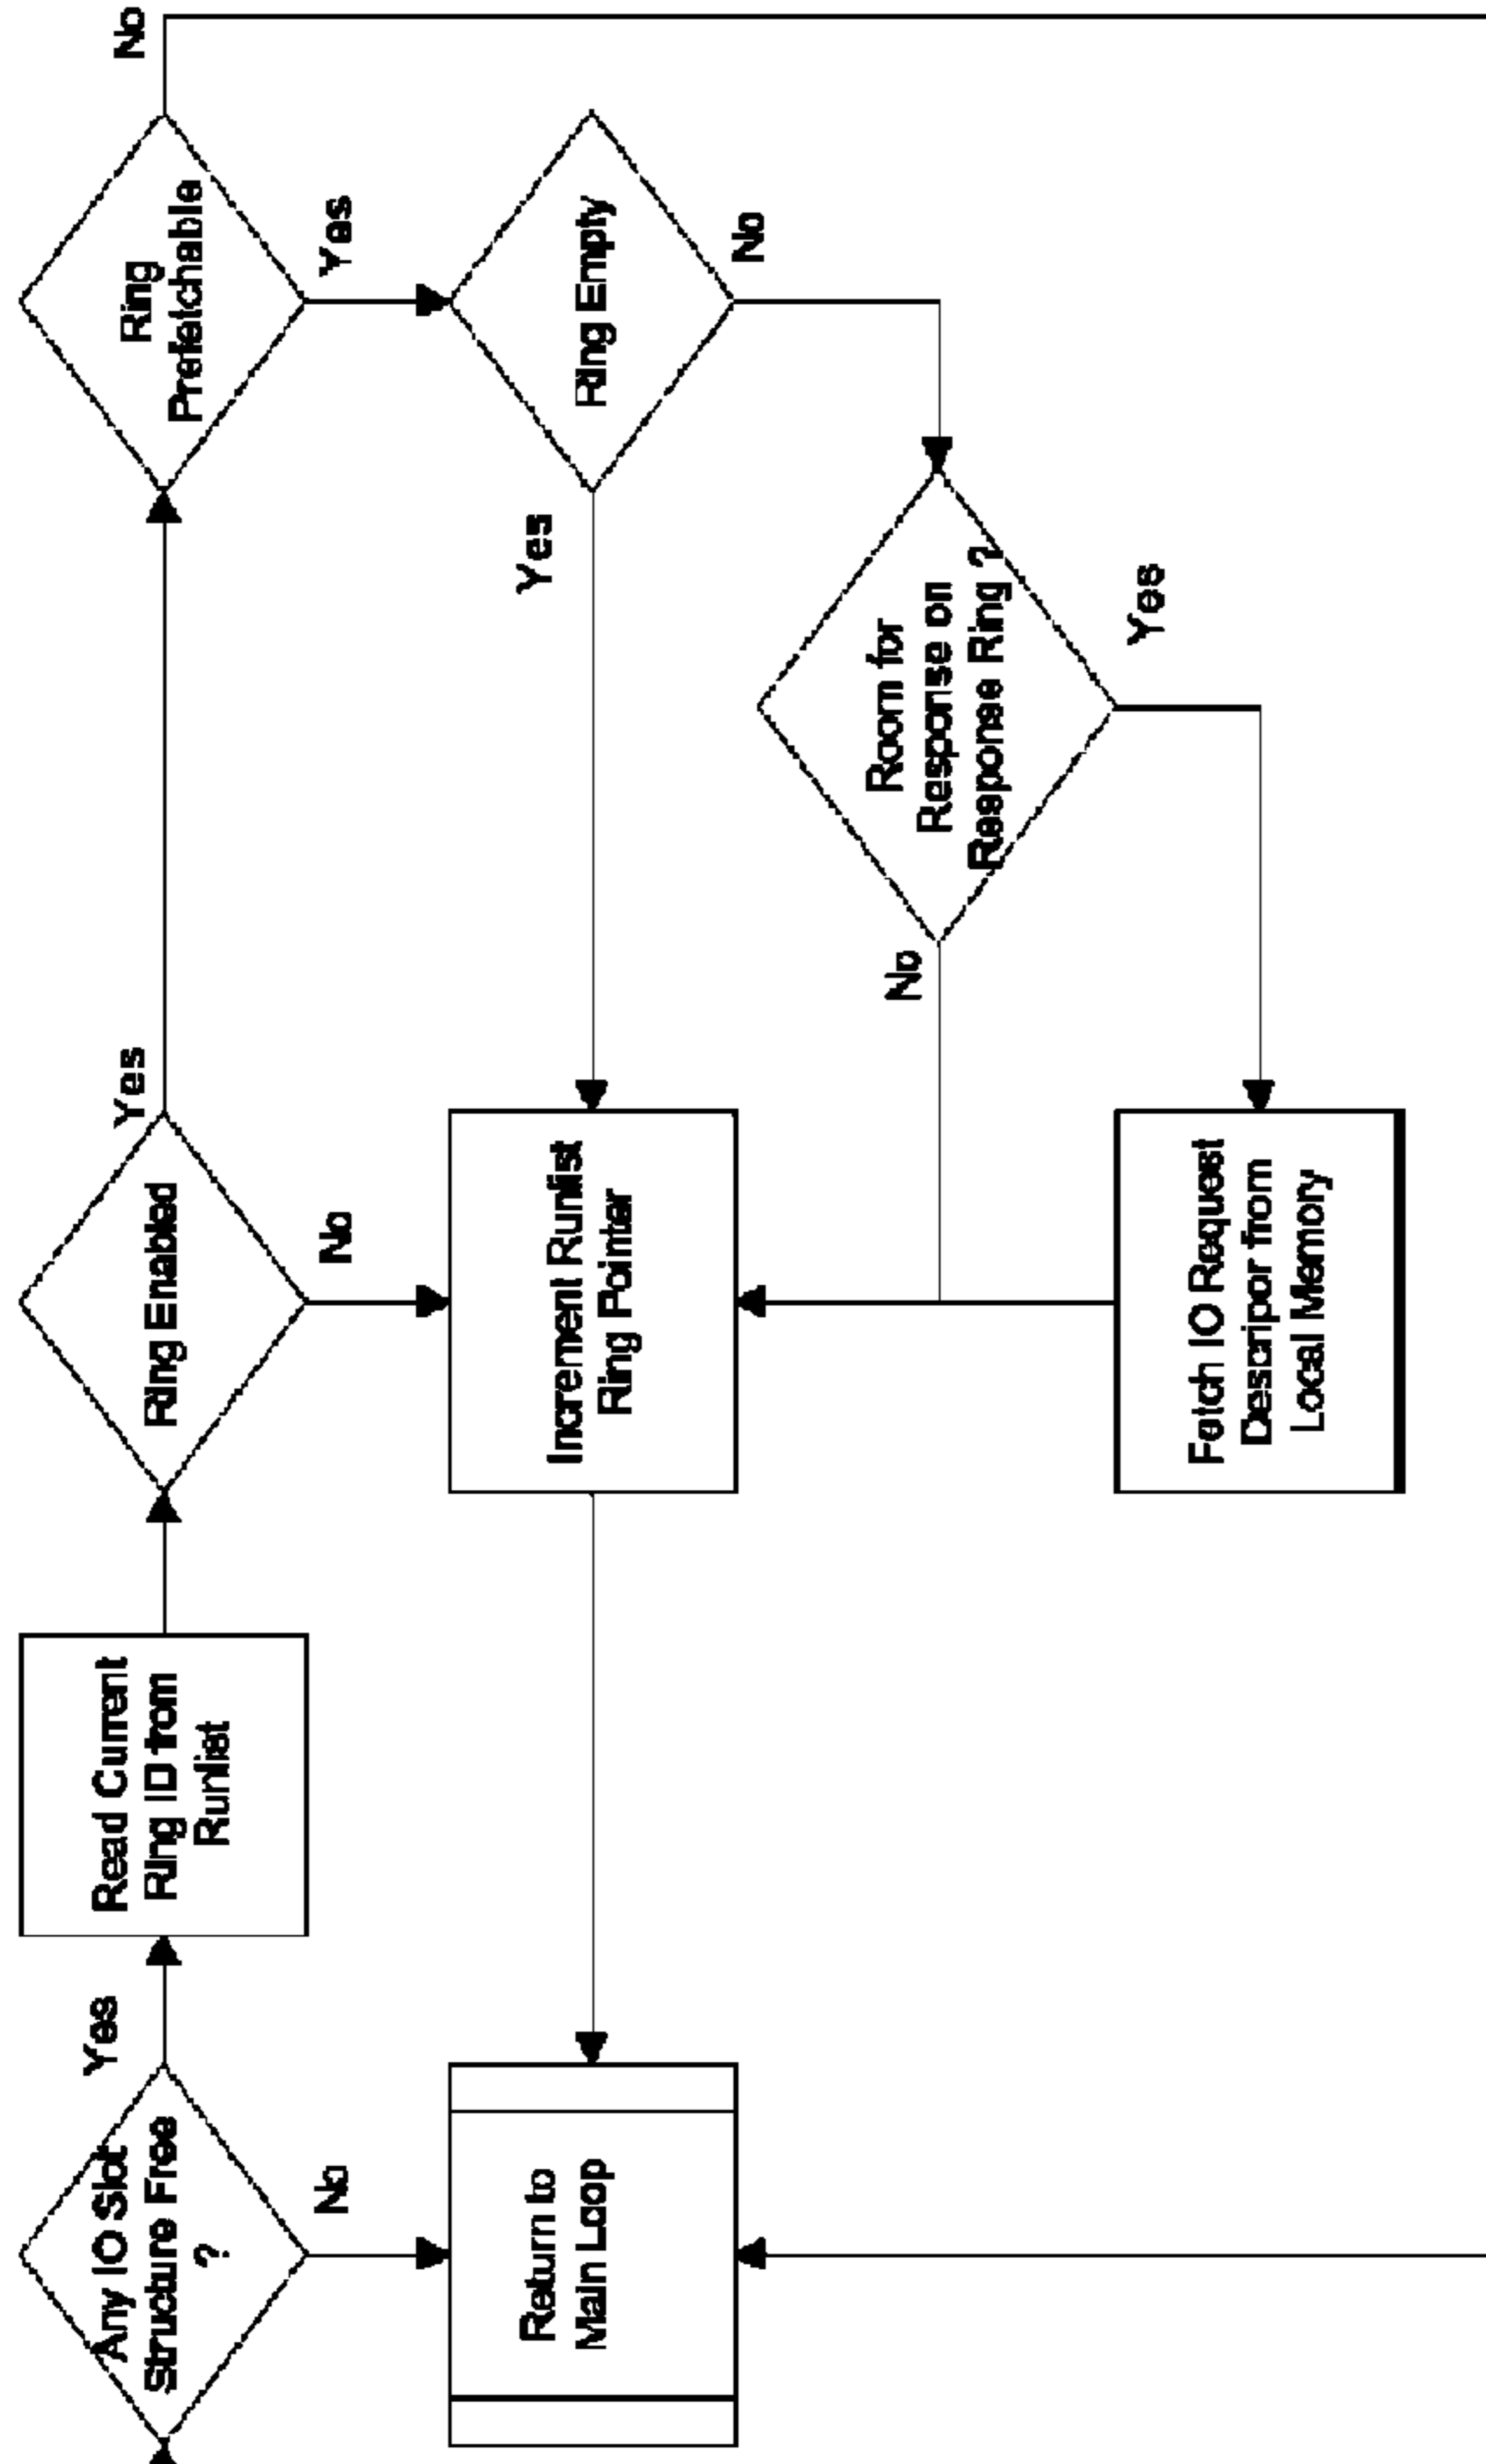 Any IO Slot
Structure Free
?
Yes
No
Read Current
Ring ID from
Runlist
Ring Enabled
Yes
No
Ring
Prefetchable
No
Yes
Return to
Main Loop
Increment Runlist
Ring Pointer
Yes
Ring Empty
No
No
Room for
Response on
Response Ring ?
Yes
Fetch IO Request
Descripor from
Local Memory